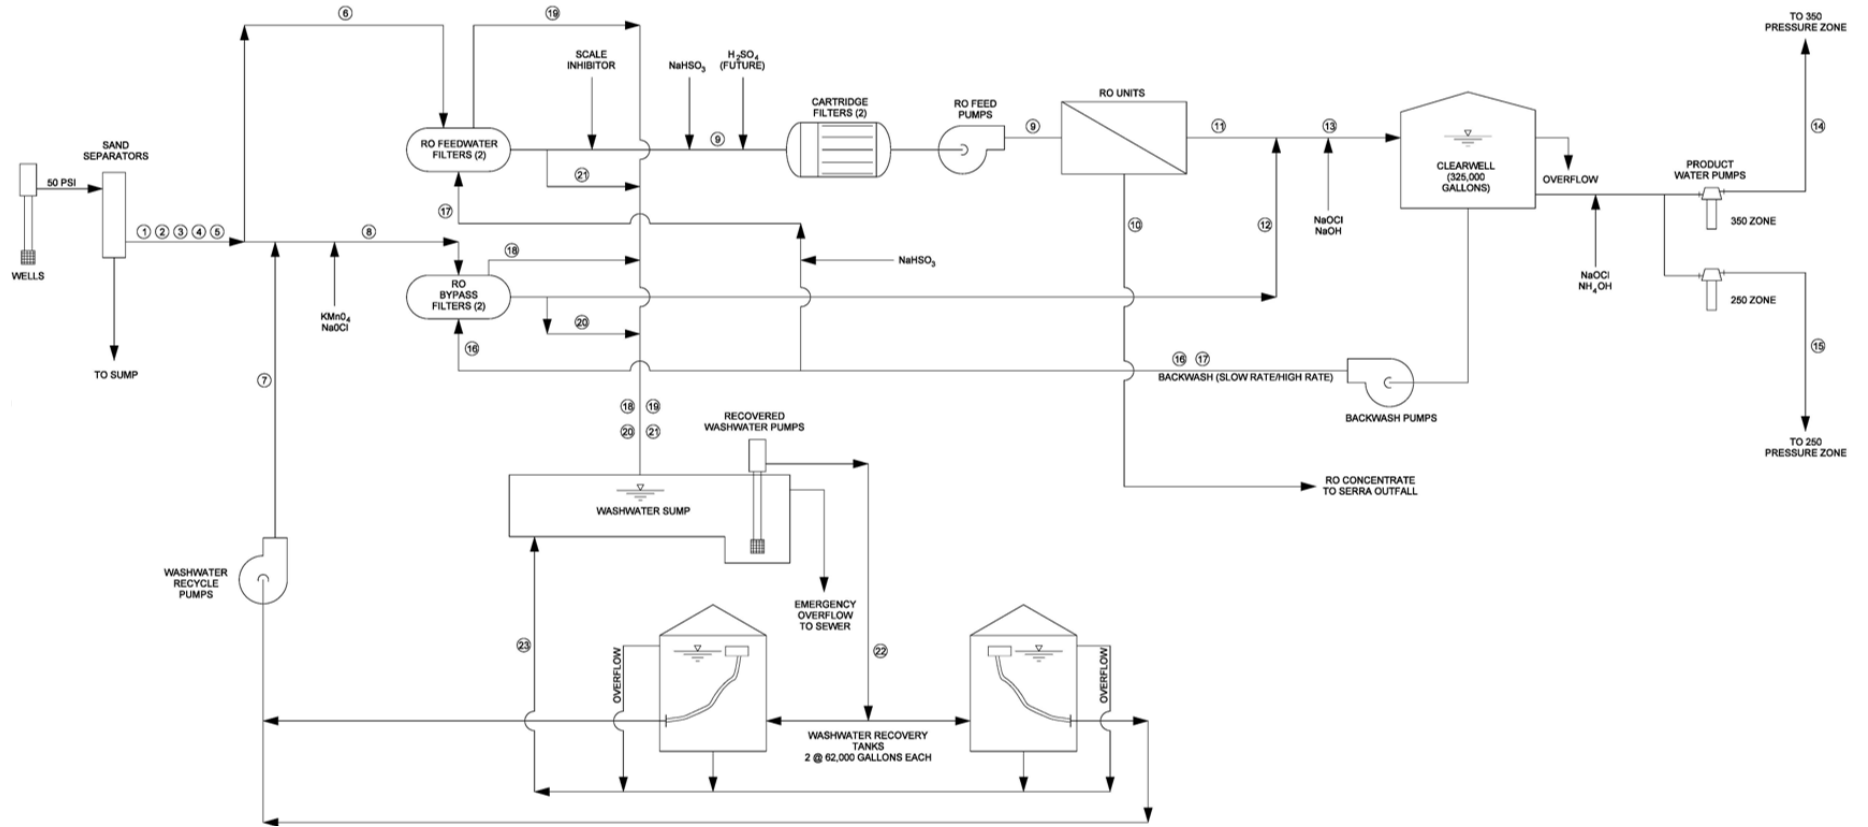 ⑥
⑲
TO 350
PRESSURE ZONE
SCALE
INHIBITOR
NaHSO3
H2SO4
(FUTURE)
CARTRIDGE
FILTERS (2)
RO FEED
PUMPS
RO UNITS
SAND
SEPARATORS
50 PSI
WELLS
RO FEEDWATER
FILTERS (2)
⑨
⑨
⑪
⑬
⑭
CLEARWELL
(325,000
GALLONS)
OVERFLOW
PRODUCT
WATER PUMPS
350 ZONE
㉑
⑰
① ② ③ ④ ⑤
⑧
⑱
NaHSO3
⑩
⑫
NaOCl
NaOH
NaOCl
NH4OH
250 ZONE
RO
BYPASS
FILTERS (2)
KMn04
Na0Cl
⑳
⑯
TO SUMP
⑦
⑯ ⑰
BACKWASH (SLOW RATE/HIGH RATE)
BACKWASH PUMPS
⑮
TO 250
PRESSURE ZONE
⑱ ⑲
⑳ ㉑
RECOVERED
WASHWATER PUMPS
WASHWATER SUMP
RO CONCENTRATE
TO SERRA OUTFALL
WASHWATER
RECYCLE
PUMPS
EMERGENCY
OVERFLOW
TO SEWER
㉓
㉒
OVERFLOW
OVERFLOW
WASHWATER RECOVERY
TANKS
2 @ 62,000 GALLONS EACH